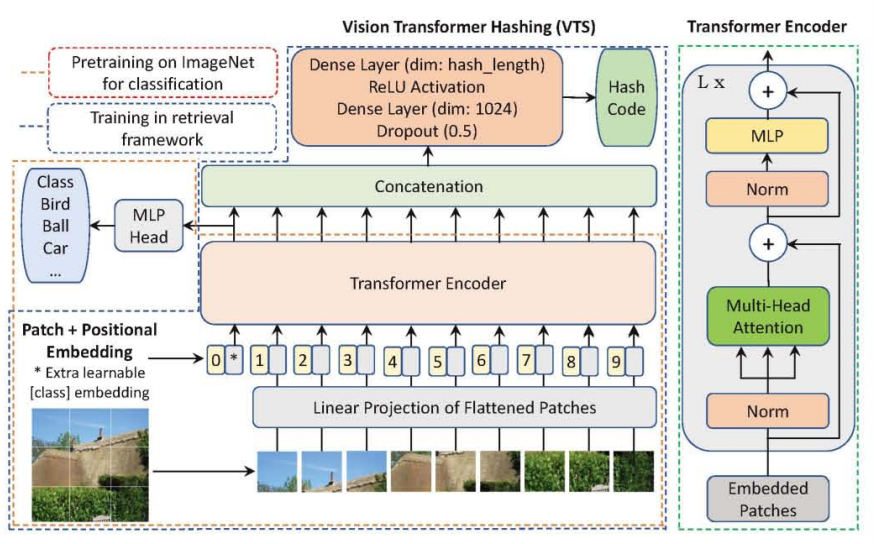 Vision Transformer Hashing (VTS)
Transformer Encoder
Pretraining on ImageNet
for classification
Training in retrieval
framework
Dense Layer (dim: hash_length)
ReLU Activation
Dense Layer (dim: 1024)
Dropout (0.5)
Hash
Code
Concatenation
Class
Bird
Ball
Car
...
MLP
Head
Transformer Encoder
Patch + Positional
Embedding
* Extra learnable
[class] embedding
0 * 1 2 3 4 5 6 7 8 9
Linear Projection of Flattened Patches
L x
+
MLP
Norm
+
Multi-Head
Attention
Norm
Embedded
Patches